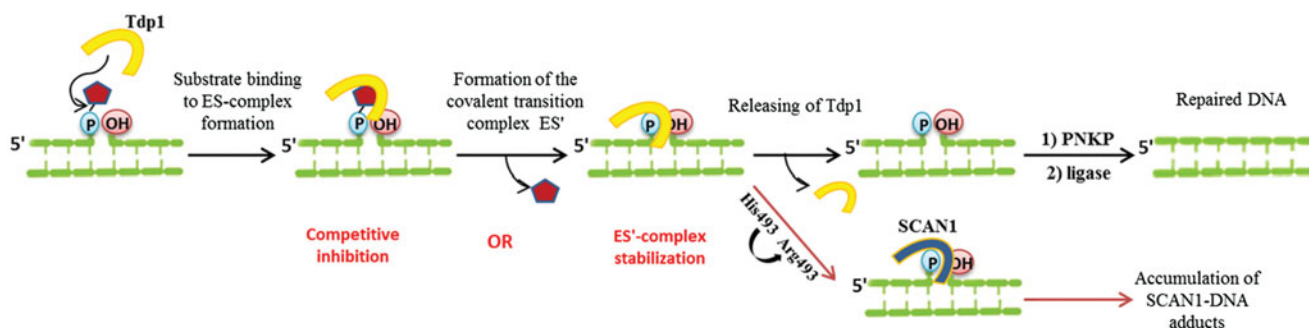 Tdp1
P
OH
5'
Substrate binding
to ES-complex
formation
P
OH
5'
Competitive
inhibition
Formation of the
covalent transition
complex ES'
OR
P
OH
5'
ES'-complex
stabilization
Releasing of Tdp1
P
OH
5'
1) PNKP
2) ligase
Repaired DNA
5'
His493
Arg493
SCAN1
P
OH
5'
Accumulation of
SCAN1-DNA
adducts